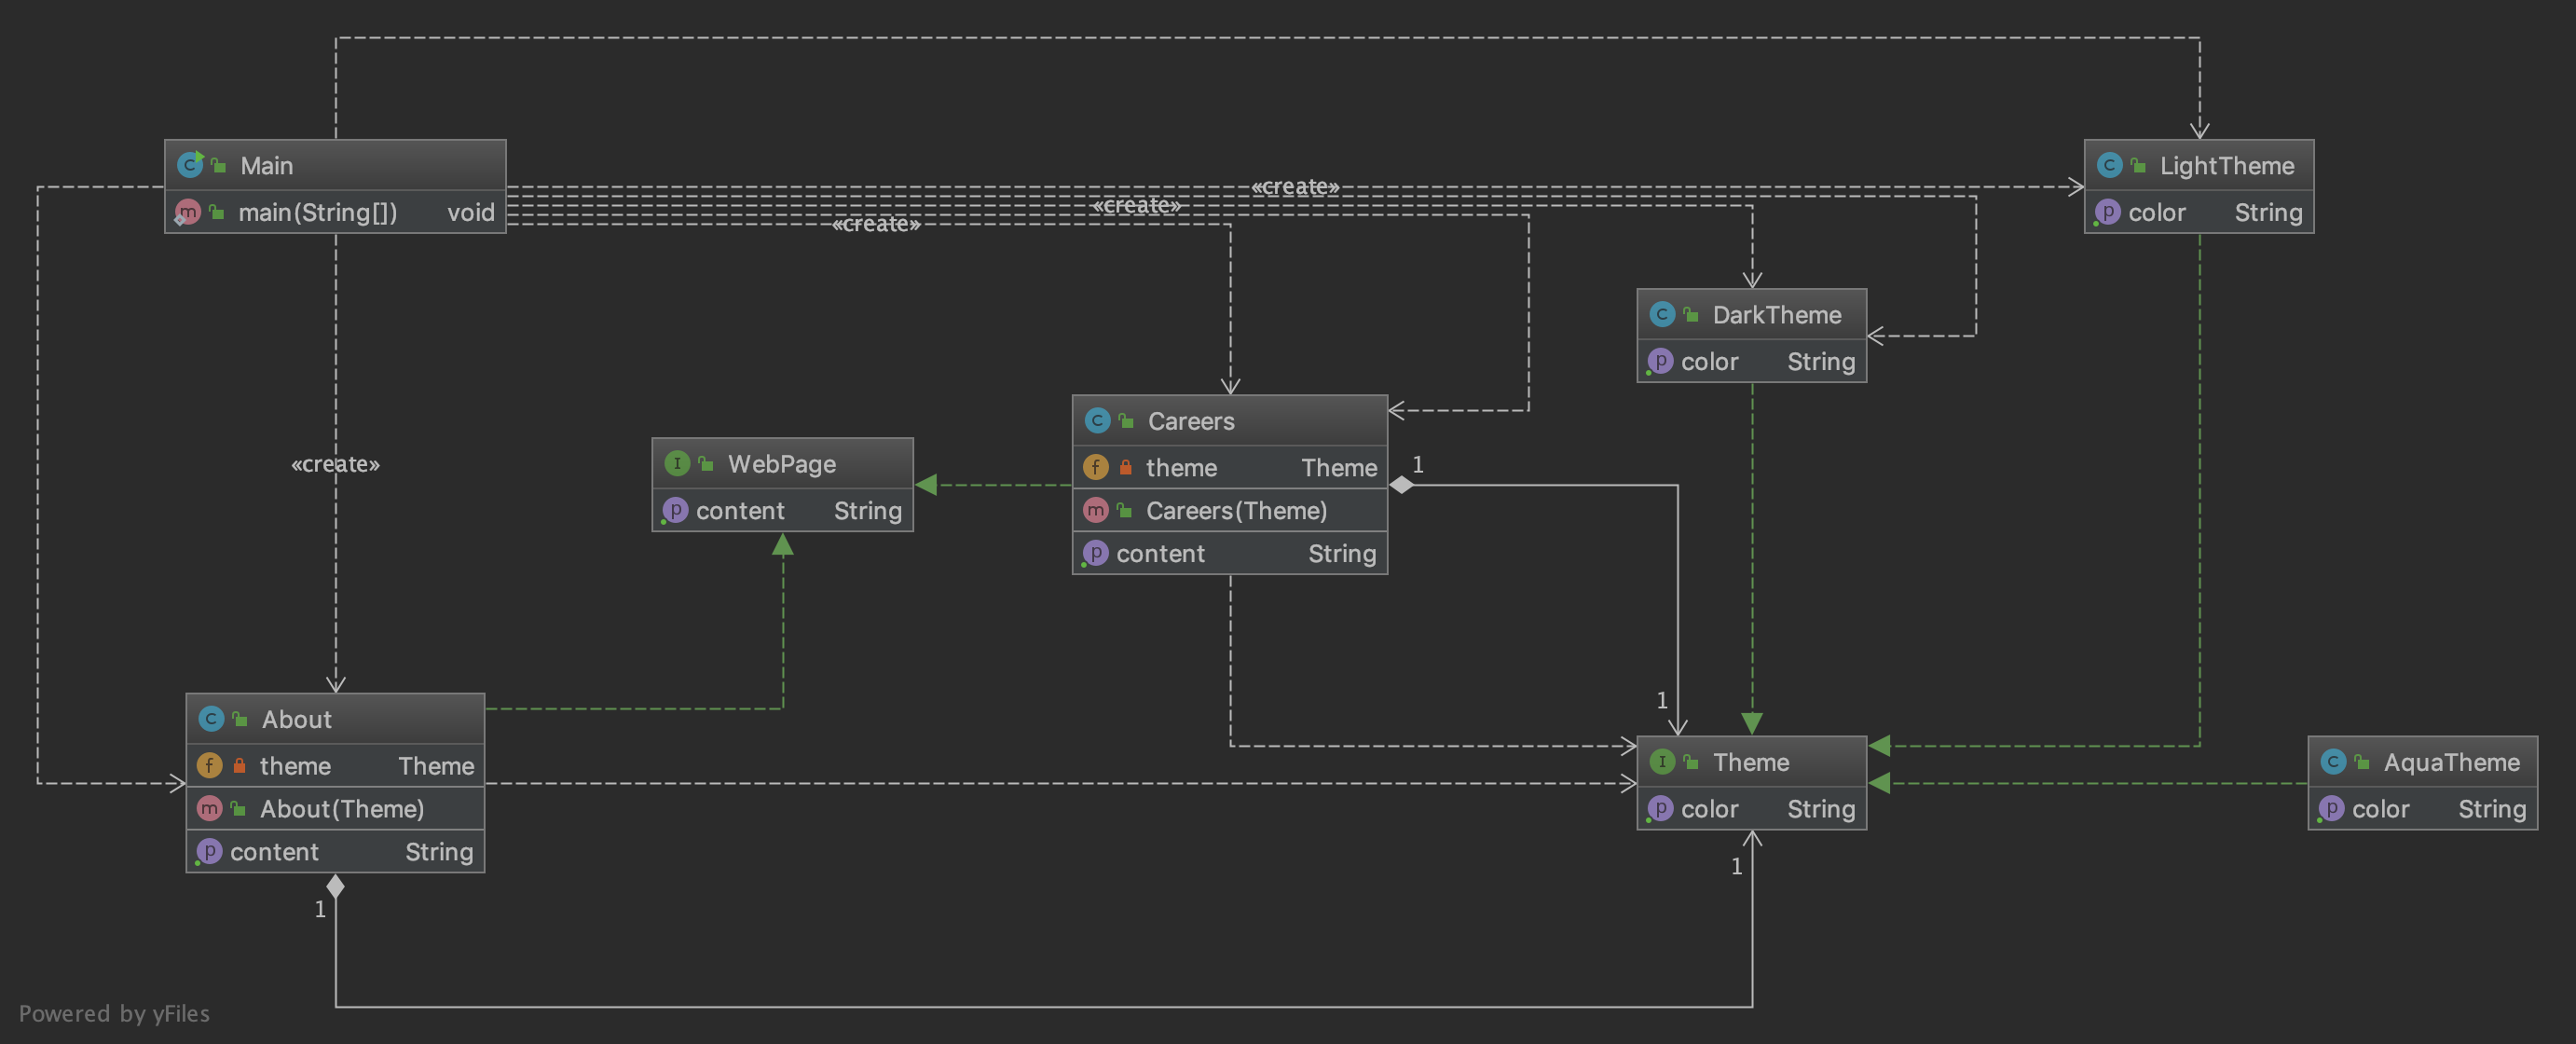 Main
main(String[]) void
«create»
«create»
«create»
LightTheme
color String
DarkTheme
color String
Careers
theme Theme
Careers(Theme)
content String
1
1
WebPage
content String
«create»
About
theme Theme
About(Theme)
content String
1
1
Theme
color String
AquaTheme
color String
Powered by yFiles